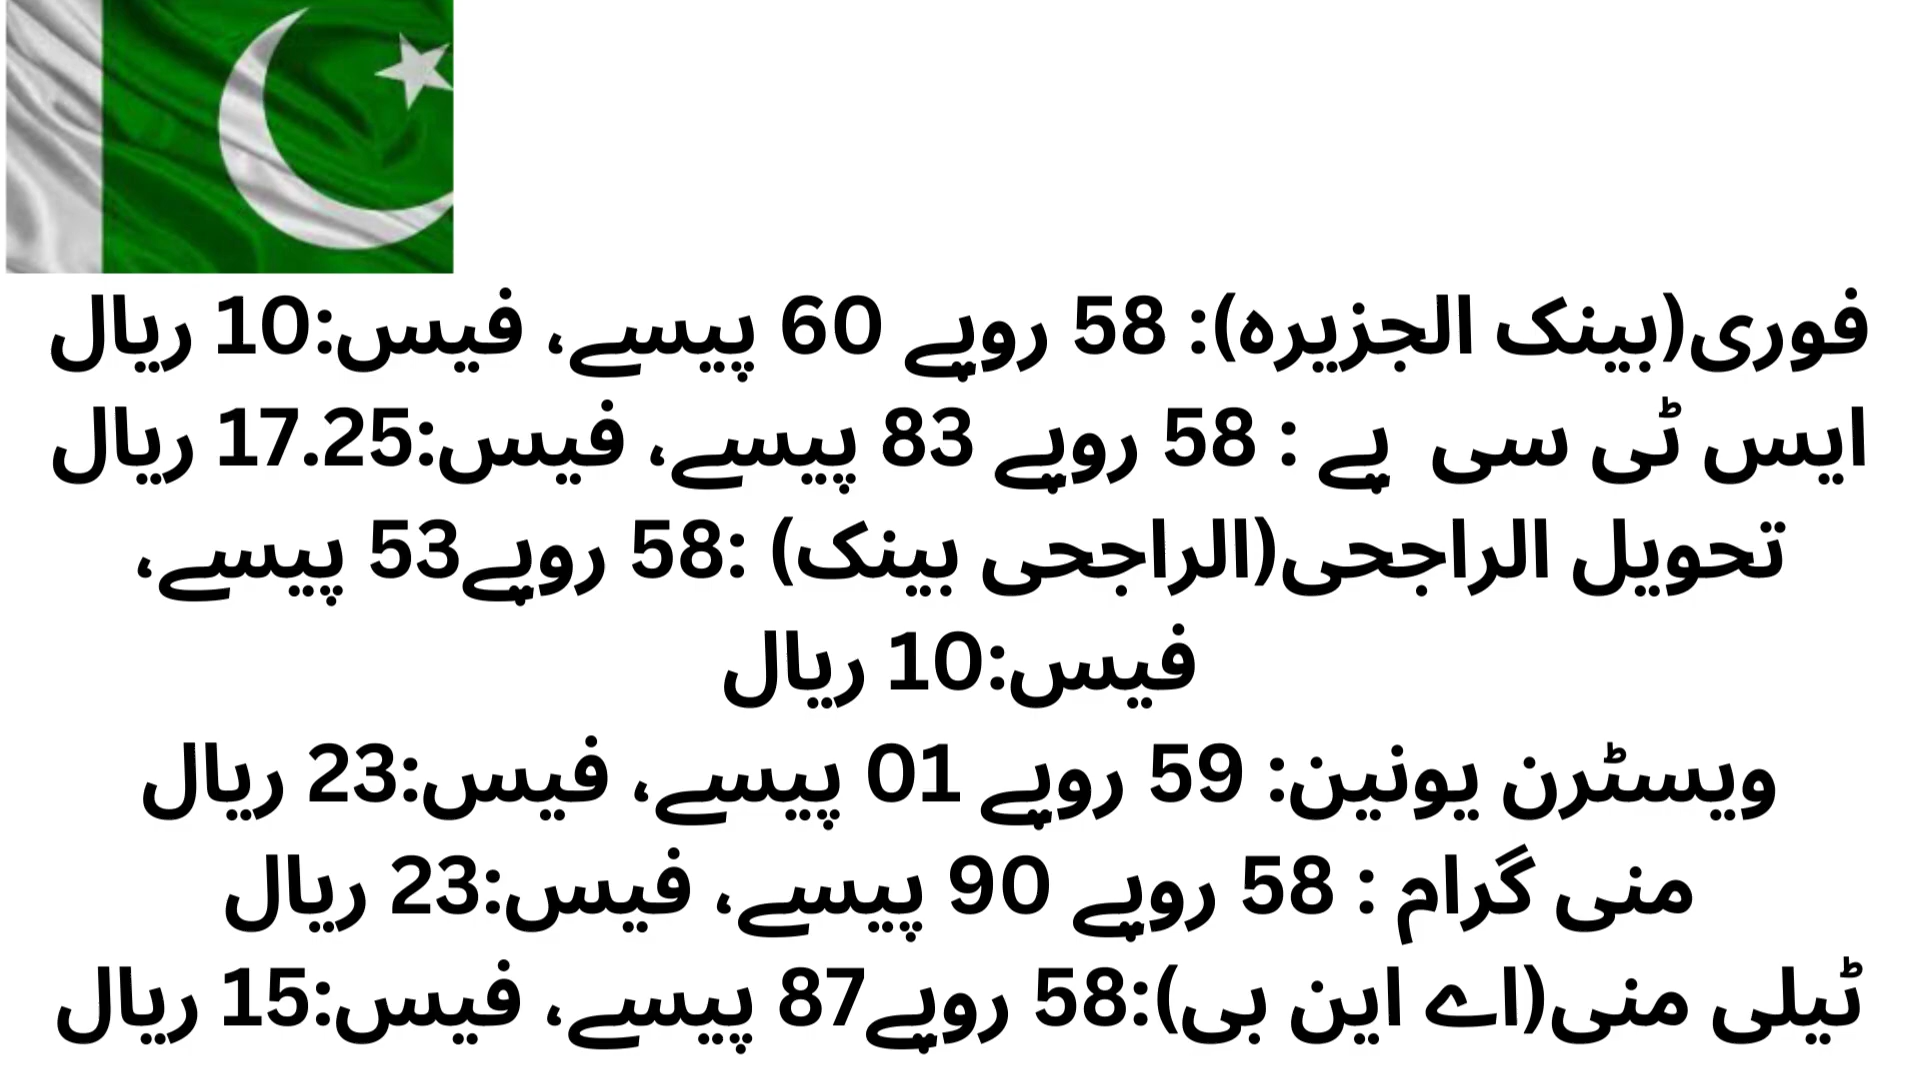 فوری(بینک الجزیرہ): 58 روپے 60 پیسے، فیس:10 ریال
ایس ٹی سی  پے : 58 روپے 83 پیسے، فیس:17.25 ریال
تحویل الراجحی(الراجحی بینک) :58 روپے53 پیسے،
فیس:10 ریال
ویسٹرن یونین: 59 روپے 01 پیسے، فیس:23 ریال
منی گرام : 58 روپے 90 پیسے، فیس:23 ریال
ٹیلی منی(اے این بی):58 روپے87 پیسے، فیس:15 ریال